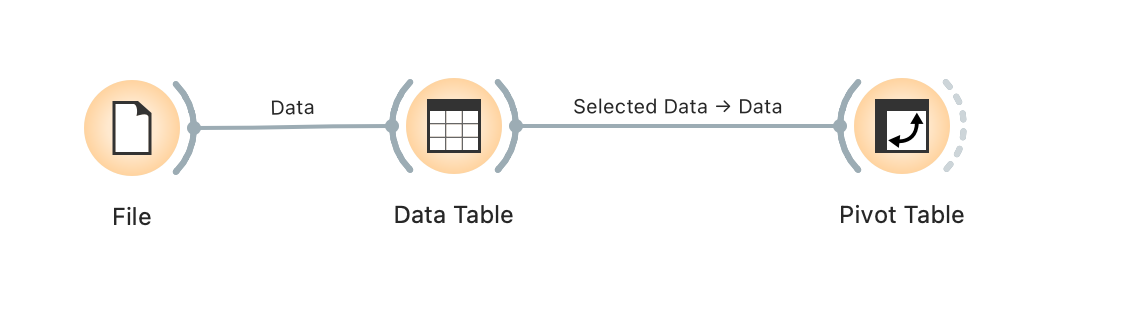 Data
Selected Data → Data
File
Data Table
Pivot Table